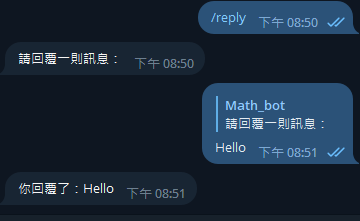 /reply 下午 08:50
請回覆一則訊息： 下午 08:50
Math_bot
請回覆一則訊息：
Hello 下午 08:51
你回覆了：Hello 下午 08:51